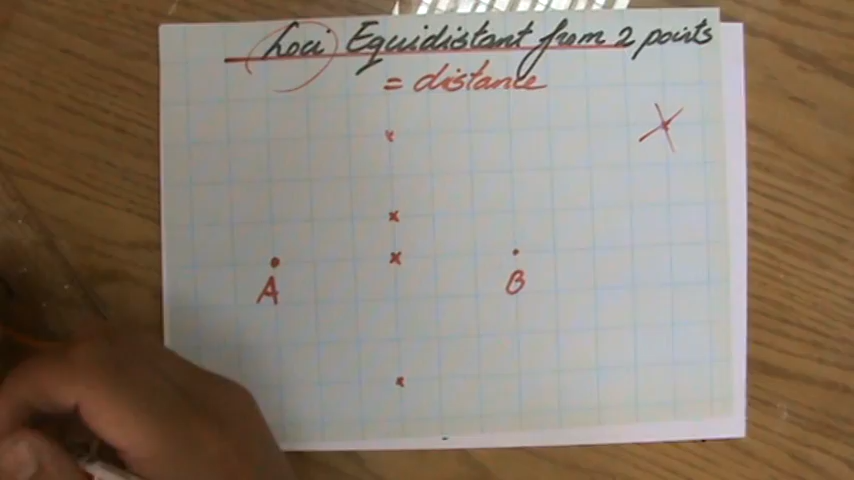 Loci Equidistant from 2 points
= distance
A B